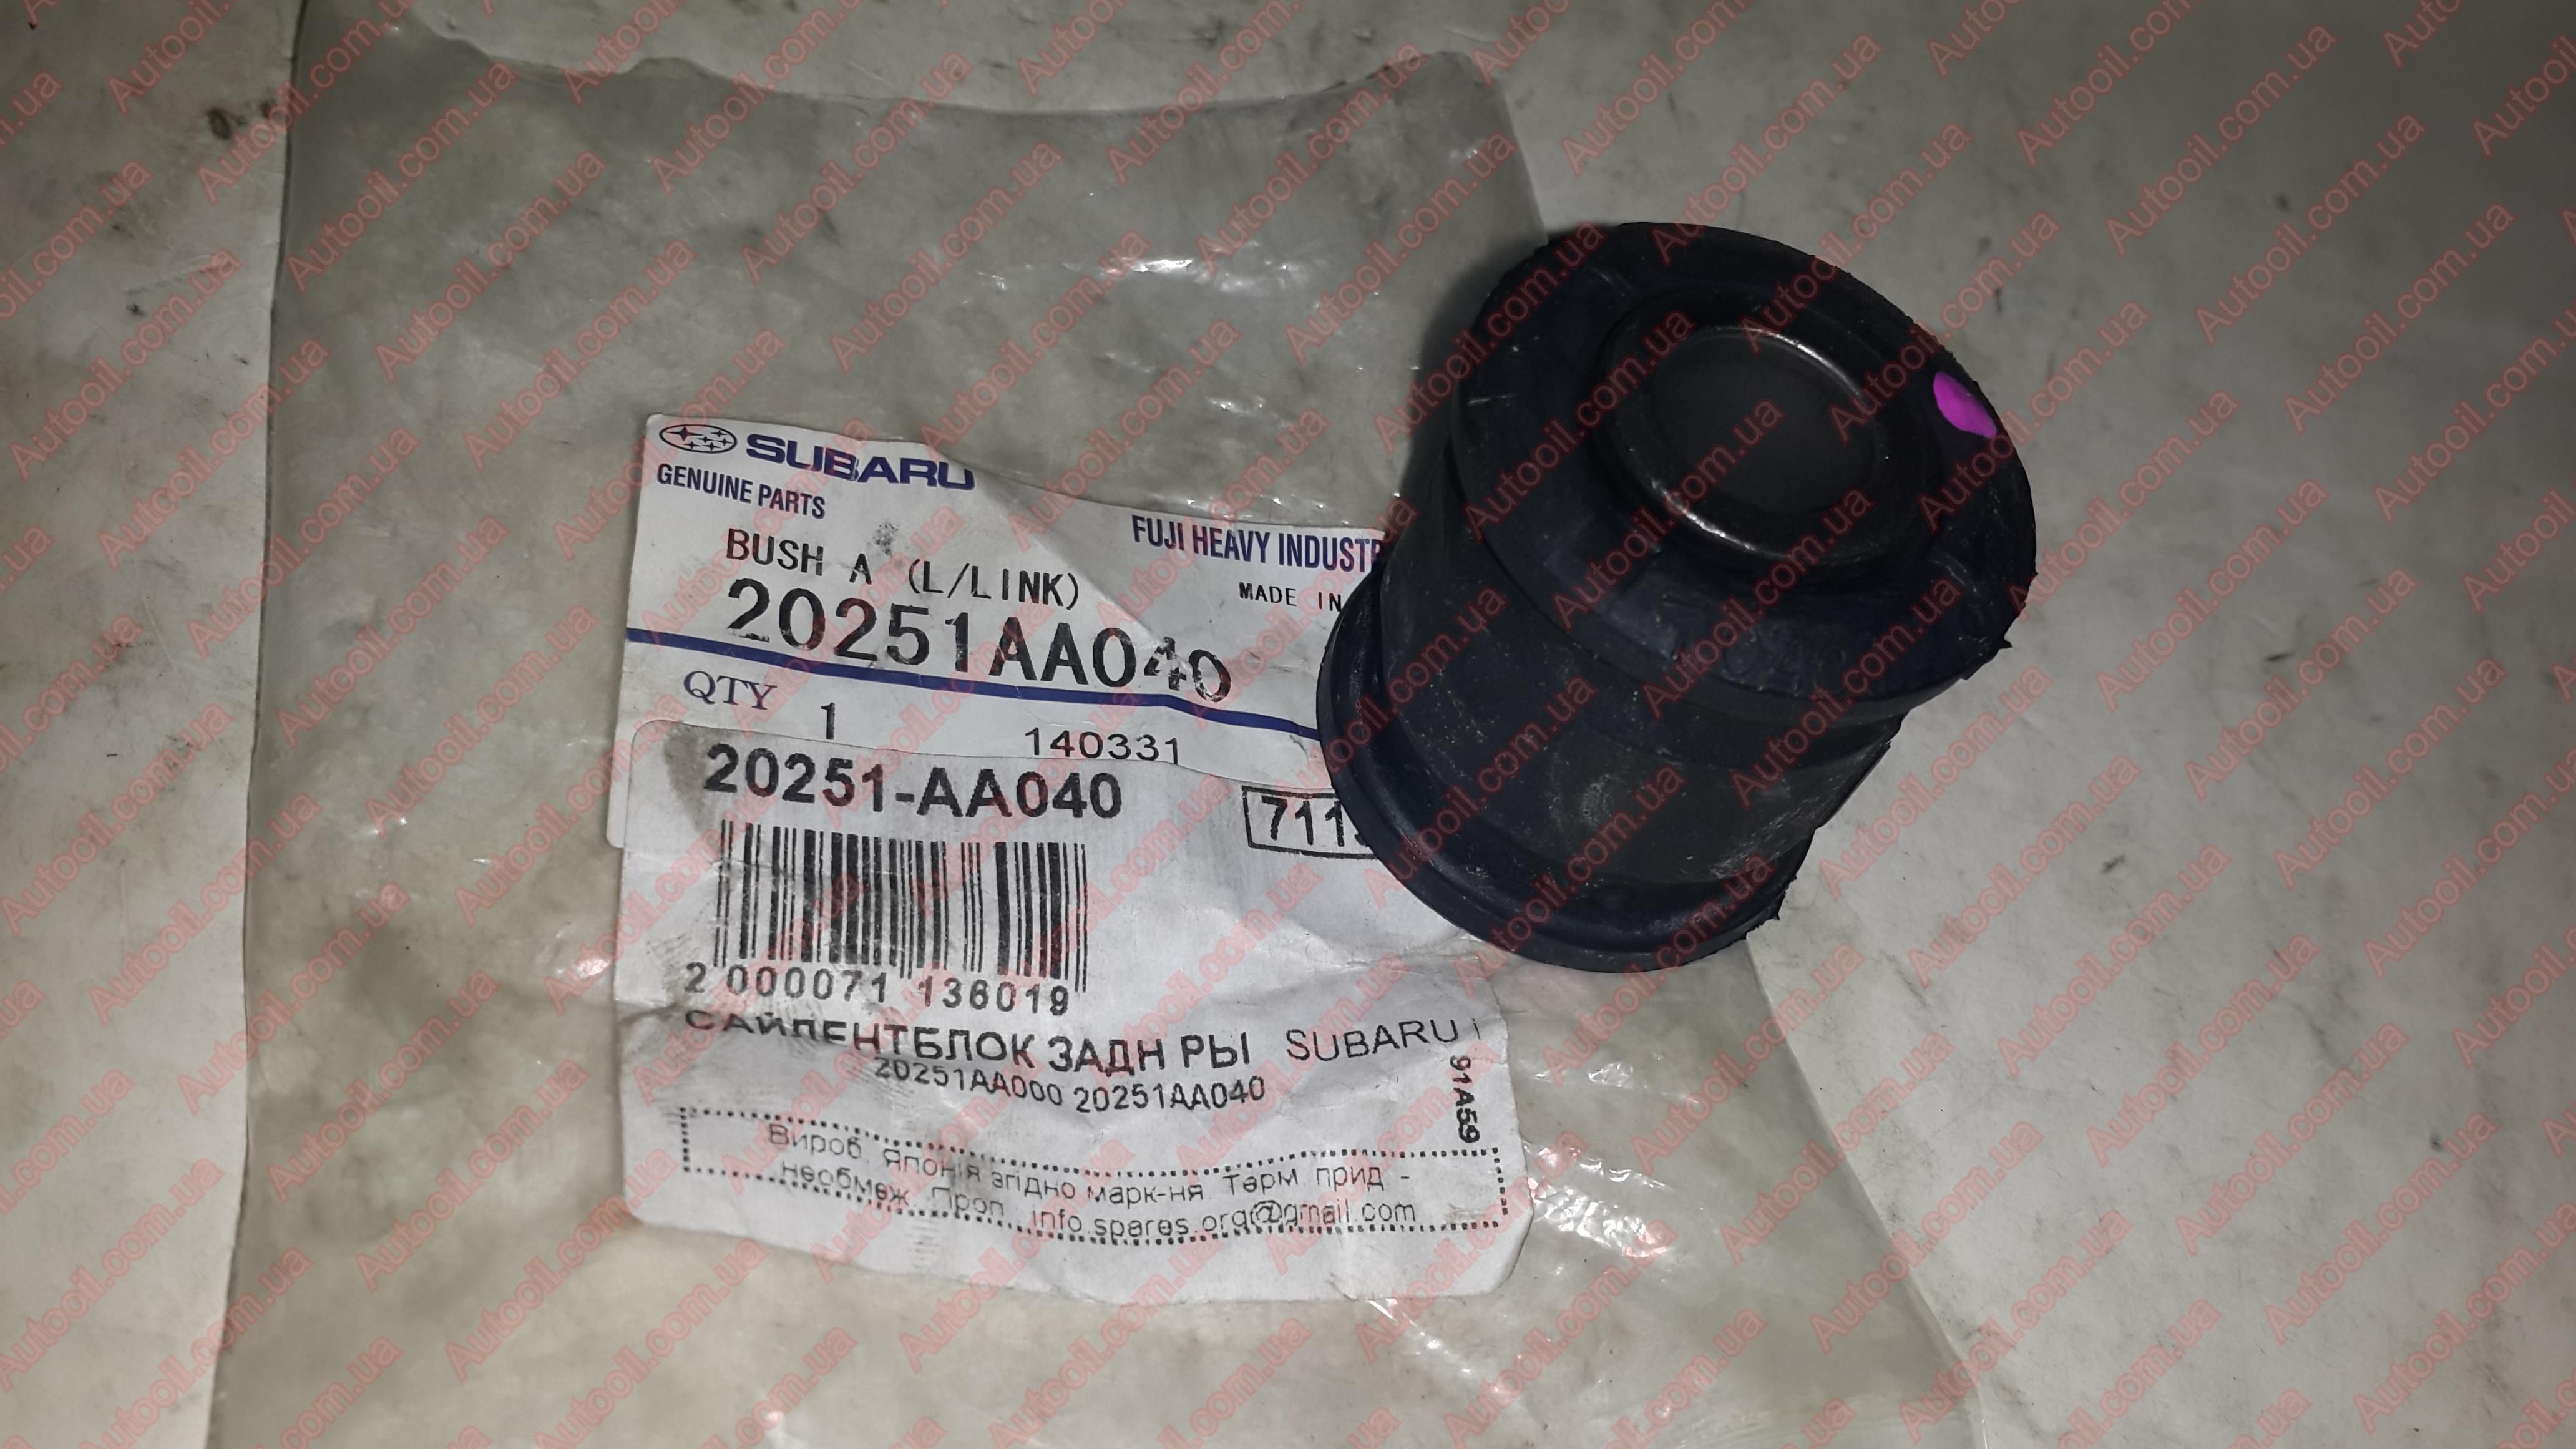 SUBARU
GENUINE PARTS
FUJI HEAVY INDUSTR
BUSH A (L/LINK)
MADE IN
20251AA040
QTY 1
140331
20251-AA040
711
2 000071 136019
САЙЛЕНТБЛОК ЗАДН РЫ SUBARU i
20251AA000 20251AA040
91A59
Вироб. Японія згідно марк-ня Терм. прид -
необмеж. Проп.: info.spares.org@gmail.com
Autooil.com.ua